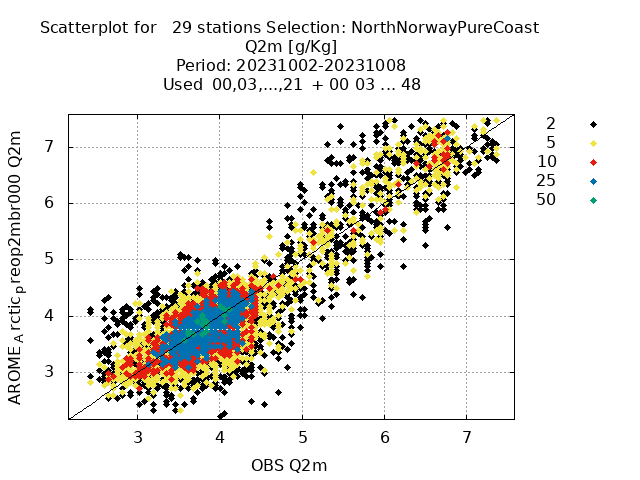 Scatterplot for 29 stations Selection: NorthNorwayPureCoast
Q2m [g/Kg]
Period: 20231002-20231008
Used 00,03,...,21 + 00 03 ... 48
2
5
10
25
50
AROME_Arctic_preop2mbr000 Q2m
7
6
5
4
3
3 4 5 6 7
OBS Q2m